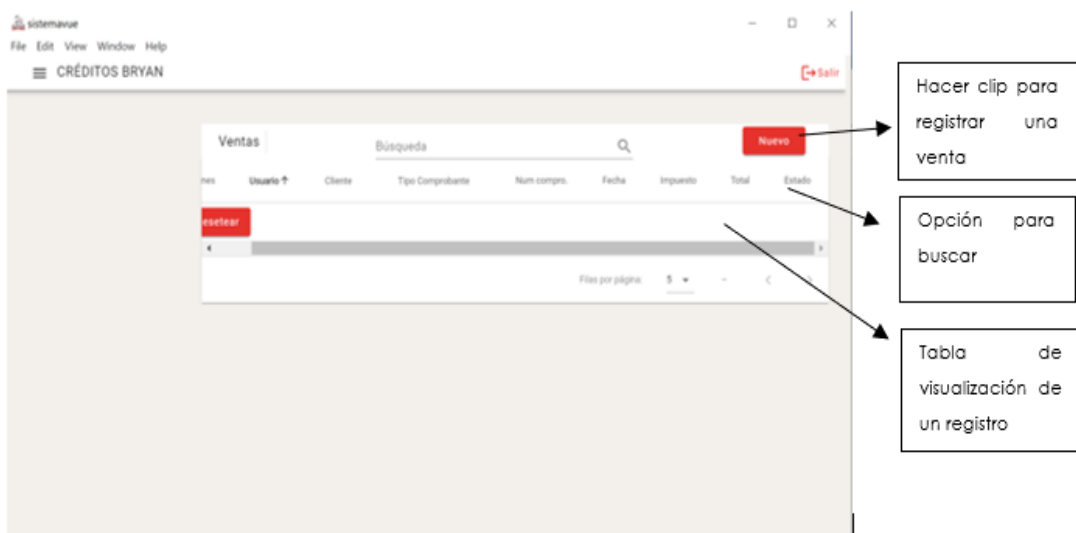 sistemavue
File Edit View Window Help
CRÉDITOS BRYAN
Salir
Ventas
Búsqueda
Nuevo
nes Usuario Cliente Tipo Comprobante Num compro. Fecha Impuesto Total Estado
esetear
Filas por página: 5
Hacer clip para
registrar una
venta
Opción para
buscar
Tabla de
visualización de
un registro